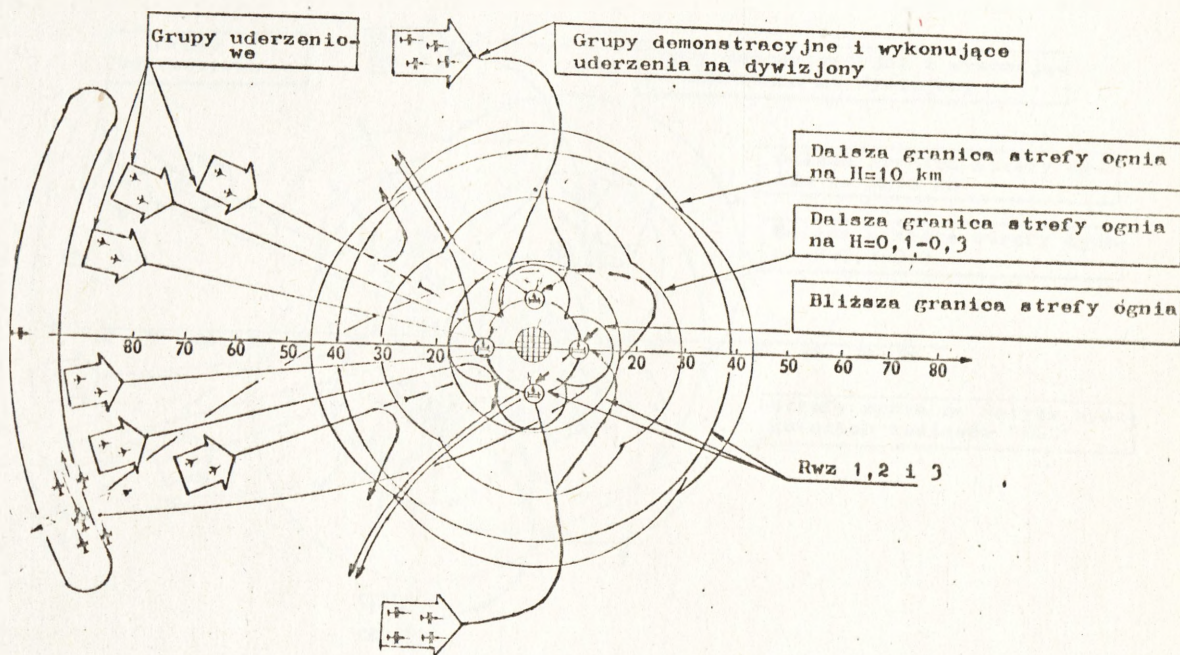 Grupy uderzenio-
we
Grupy demonstracyjne i wykonujące
uderzenia na dywizjony
Dalsza granica strefy ognia
na H=10 km
Dalsza granica strefy ognia
na H=0,1-0,3
Bliższa granica strefy ognia
80 70 60 50 40 30 20 20 30 40 50 60 70 80
Rwz 1,2 i 3